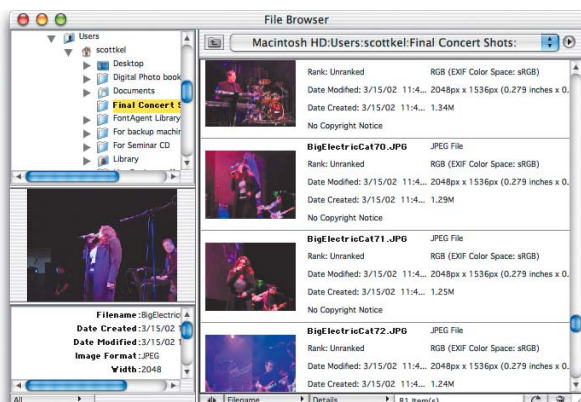 File Browser
Users
scottkel
Desktop
Digital Photo book
Documents
Final Concert S
FontAgent Library
For backup machin
For Seminar CD
Library
Filename :BigElectric
Date Created :3/15/02 1
Date Modified :3/15/02 1
Image Format :JPEG
Width :2048
All
Macintosh HD:Users:scottkel:Final Concert Shots:
Rank: Unranked RGB (EXIF Color Space: sRGB)
Date Modified: 3/15/02 11:4... 2048px x 1536px (0.279 inches x 0.
Date Created: 3/15/02 11:4... 1.34M
No Copyright Notice
BigElectricCat70.JPG JPEG File
Rank: Unranked RGB (EXIF Color Space: sRGB)
Date Modified: 3/15/02 11:4... 2048px x 1536px (0.279 inches x 0.
Date Created: 3/15/02 11:4... 1.29M
No Copyright Notice
BigElectricCat71.JPG JPEG File
Rank: Unranked RGB (EXIF Color Space: sRGB)
Date Modified: 3/15/02 11:4... 2048px x 1536px (0.279 inches x 0.
Date Created: 3/15/02 11:4... 1.25M
No Copyright Notice
BigElectricCat72.JPG JPEG File
Rank: Unranked RGB (EXIF Color Space: sRGB)
Date Modified: 3/15/02 11:4... 2048px x 1536px (0.279 inches x 0.
Date Created: 3/15/02 11:4... 1.24M
Filename Details 81 Item(s)